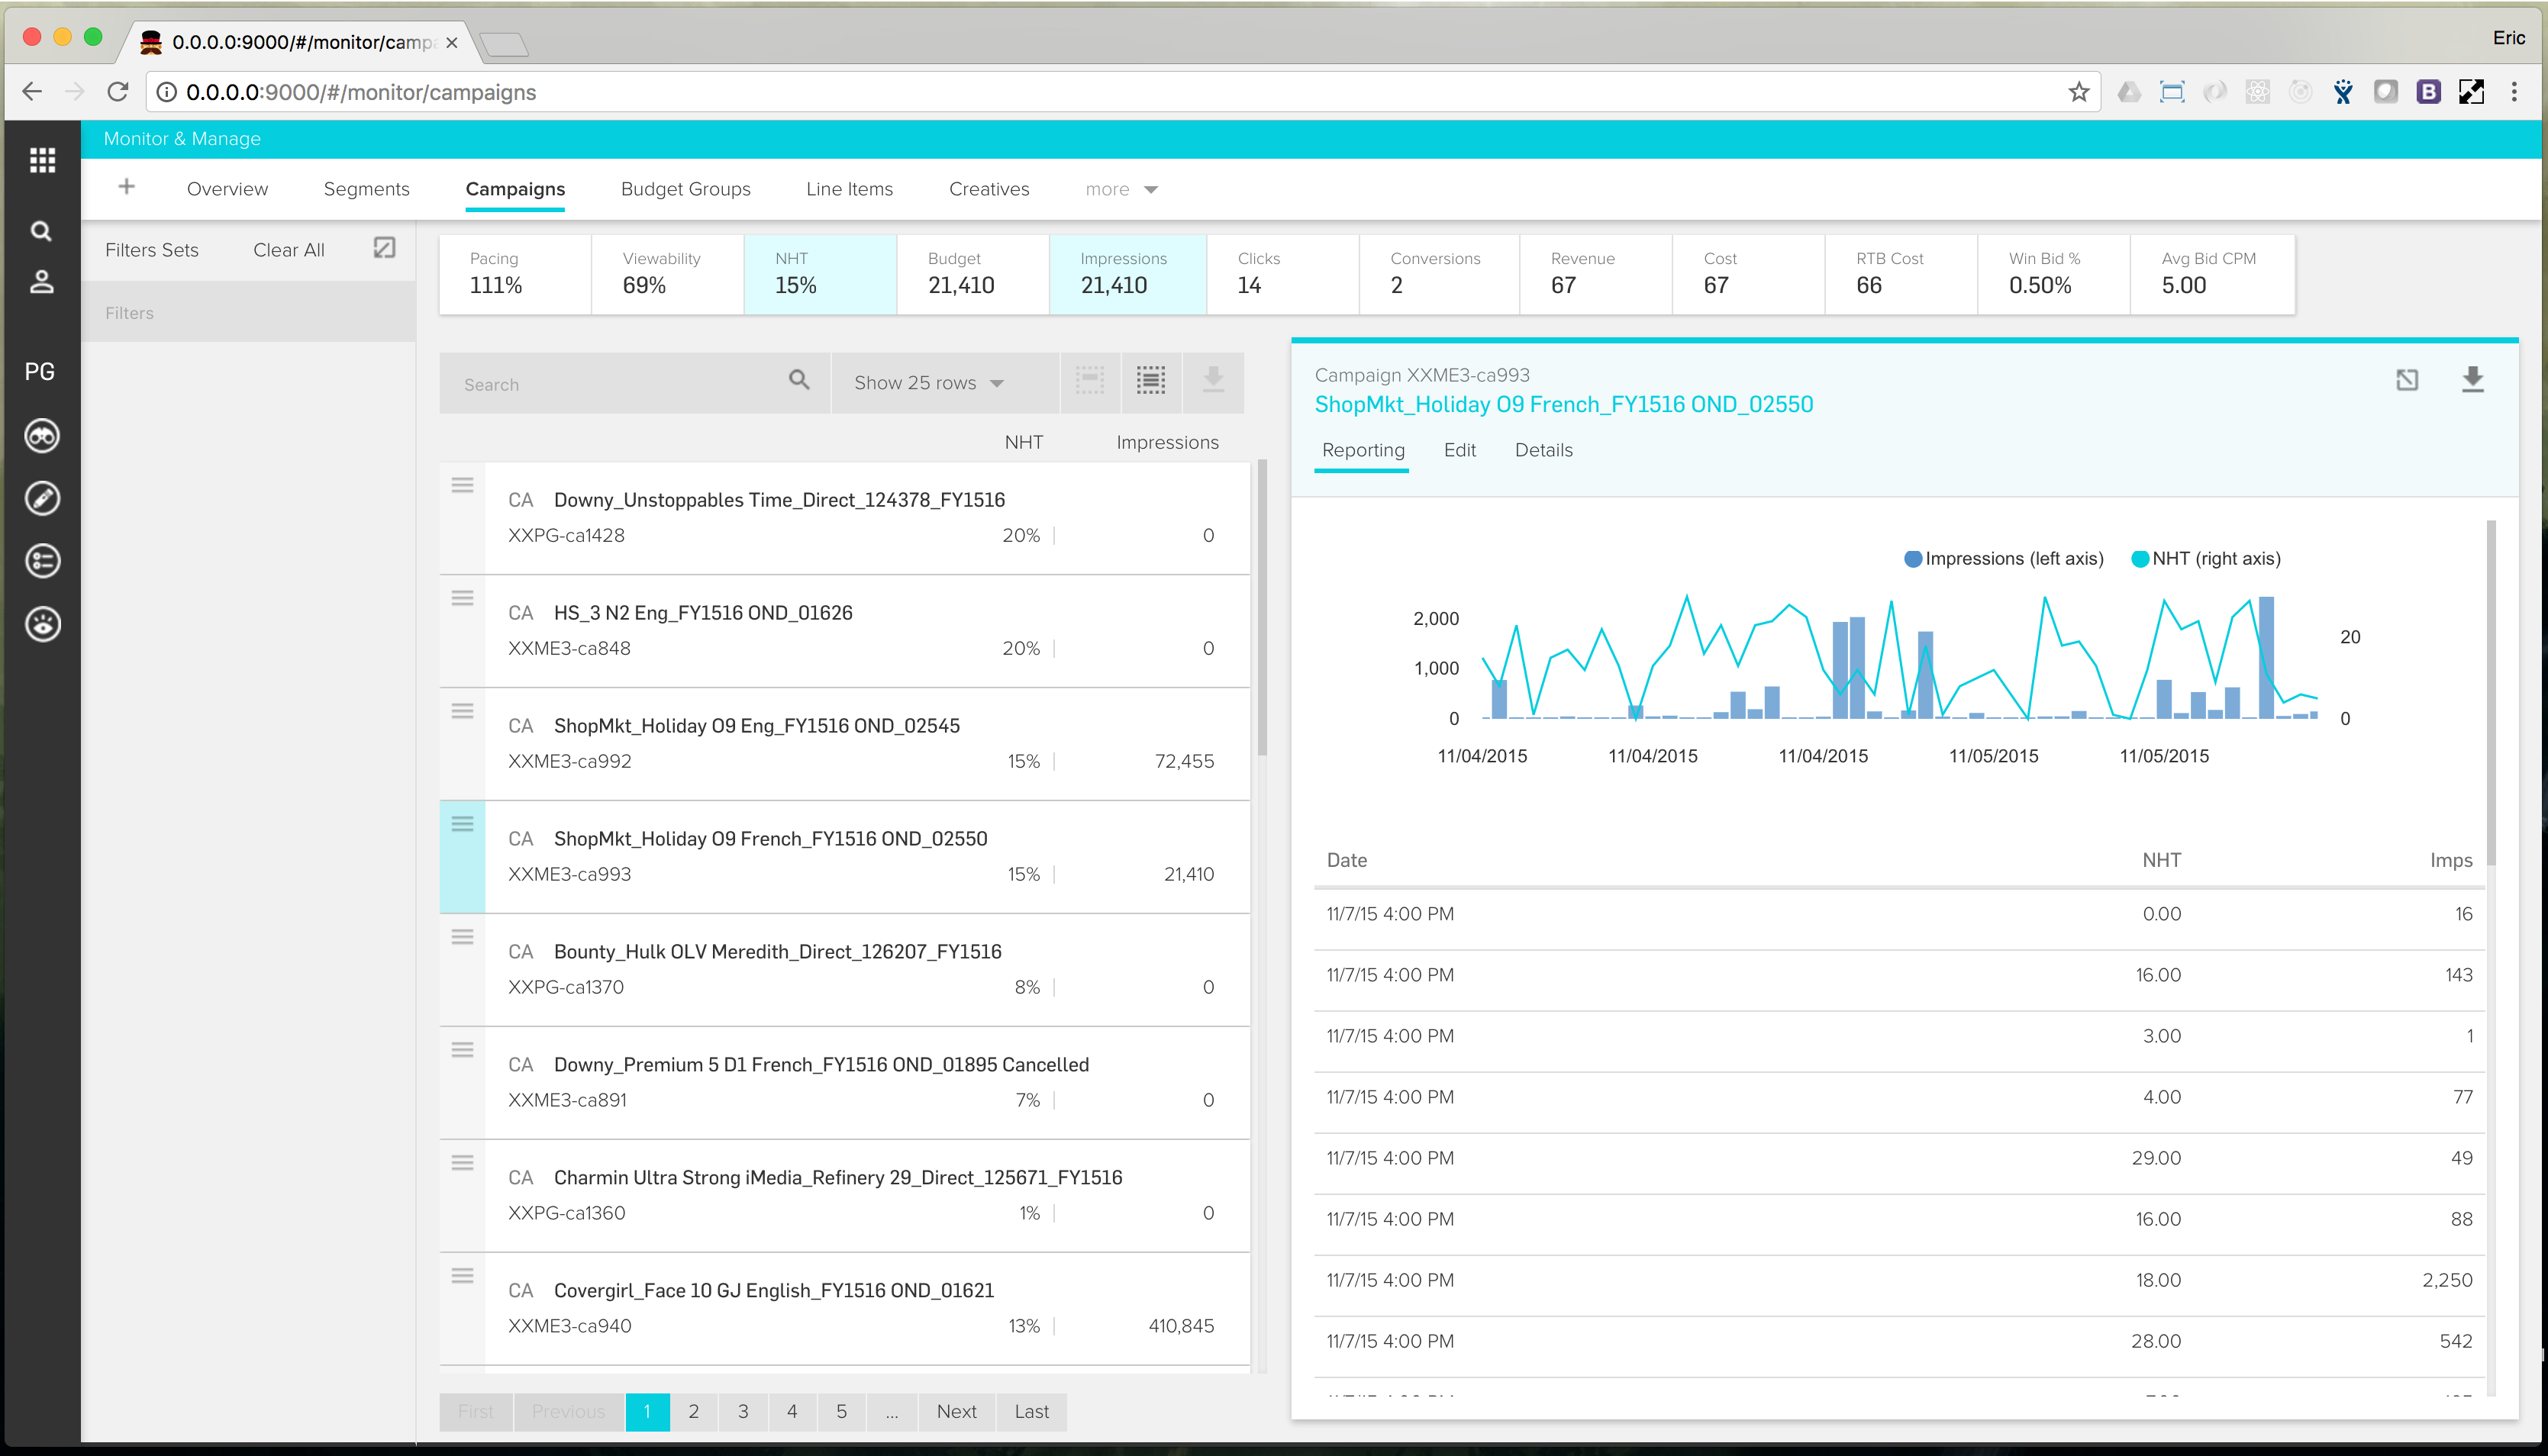 0.0.0.0:9000/#/monitor/camp
Eric
0.0.0.0:9000/#/monitor/campaigns
Monitor & Manage
Overview Segments Campaigns Budget Groups Line Items Creatives more
Filters Sets Clear All
Filters
PG
Pacing Viewability NHT Budget Impressions Clicks Conversions Revenue Cost RTB Cost Win Bid % Avg Bid CPM
111% 69% 15% 21,410 21,410 14 2 67 67 66 0.50% 5.00
Search Show 25 rows
NHT Impressions
CA Downy_Unstoppables Time_Direct_124378_FY1516
XXPG-ca1428 20% 0
CA HS_3 N2 Eng_FY1516 OND_01626
XXME3-ca848 20% 0
CA ShopMkt_Holiday O9 Eng_FY1516 OND_02545
XXME3-ca992 15% 72,455
CA ShopMkt_Holiday O9 French_FY1516 OND_02550
XXME3-ca993 15% 21,410
CA Bounty_Hulk OLV Meredith_Direct_126207_FY1516
XXPG-ca1370 8% 0
CA Downy_Premium 5 D1 French_FY1516 OND_01895 Cancelled
XXME3-ca891 7% 0
CA Charmin Ultra Strong iMedia_Refinery 29_Direct_125671_FY1516
XXPG-ca1360 1% 0
CA Covergirl_Face 10 GJ English_FY1516 OND_01621
XXME3-ca940 13% 410,845
First Previous 1 2 3 4 5 ... Next Last
Campaign XXME3-ca993
ShopMkt_Holiday O9 French_FY1516 OND_02550
Reporting Edit Details
Impressions (left axis) NHT (right axis)
2,000
20
1,000
0 0
11/04/2015 11/04/2015 11/04/2015 11/05/2015 11/05/2015
Date NHT Imps
11/7/15 4:00 PM 0.00 16
11/7/15 4:00 PM 16.00 143
11/7/15 4:00 PM 3.00 1
11/7/15 4:00 PM 4.00 77
11/7/15 4:00 PM 29.00 49
11/7/15 4:00 PM 16.00 88
11/7/15 4:00 PM 18.00 2,250
11/7/15 4:00 PM 28.00 542